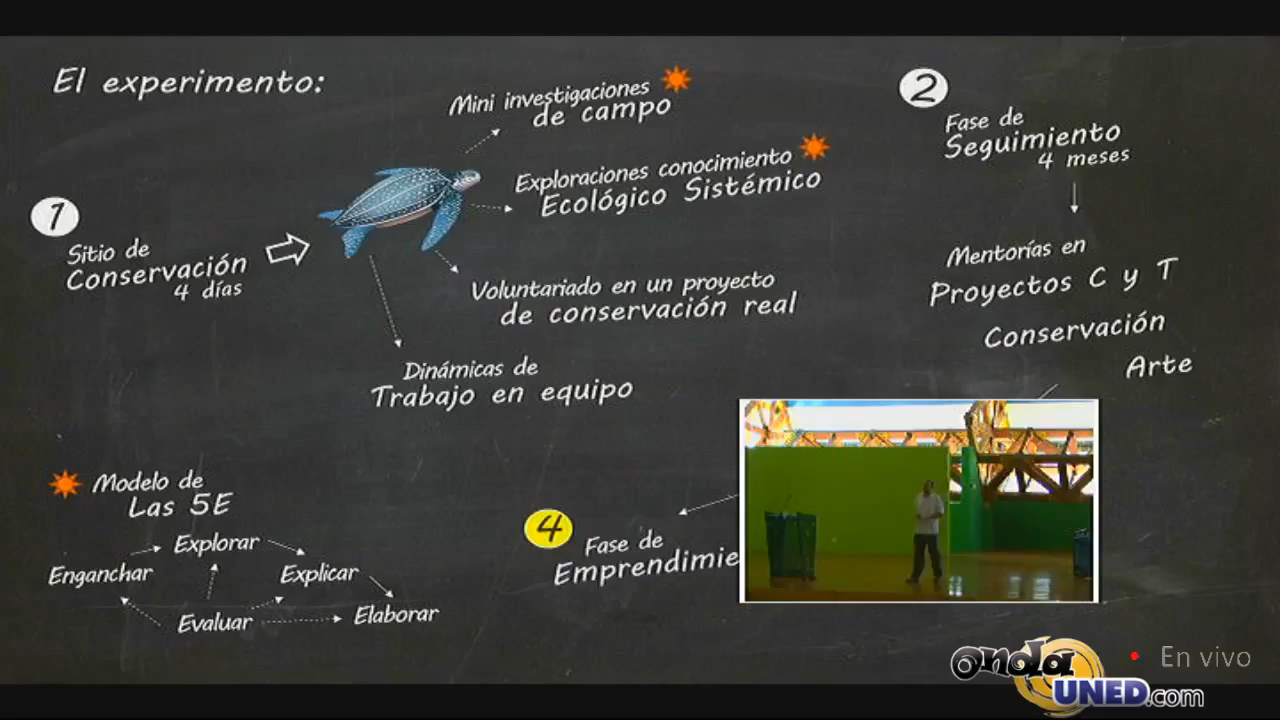 El experimento:
1
Sitio de
Conservación
4 días
Mini investigaciones
de campo
Exploraciones conocimiento
Ecológico Sistémico
Voluntariado en un proyecto
de conservación real
Dinámicas de
Trabajo en equipo
2
Fase de
Seguimiento
4 meses
Mentorías en
Proyectos C y T
Conservación
Arte
Modelo de
Las 5E
Explorar
Enganchar
Explicar
Evaluar
Elaborar
4
Fase de
En vivo
onda
UNED.com